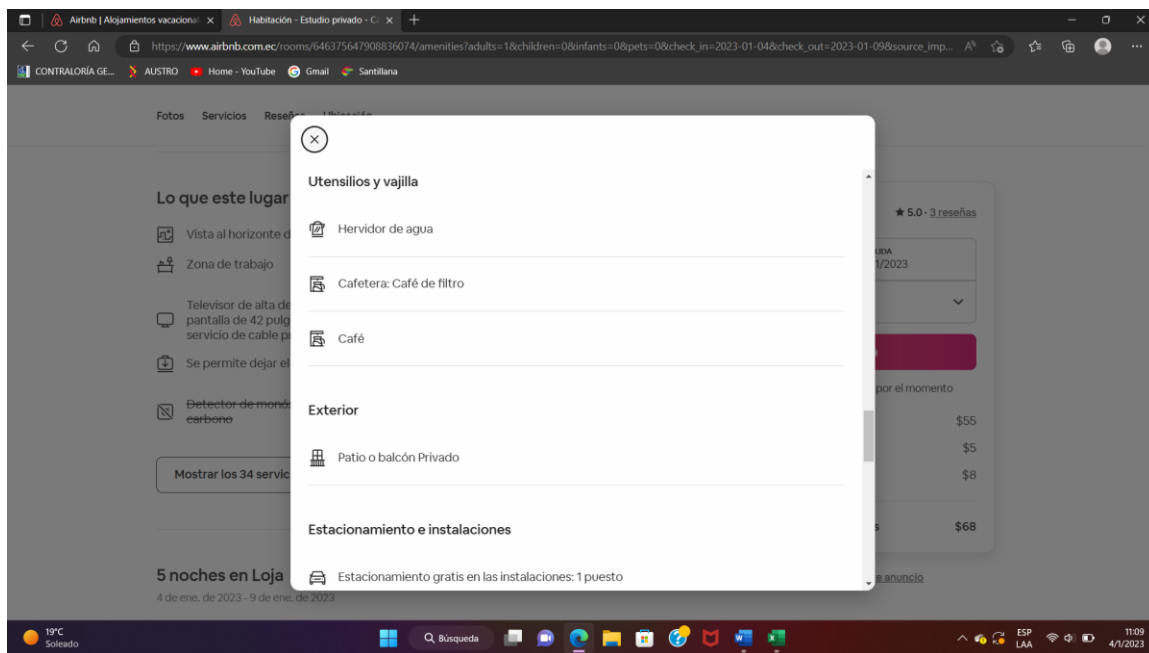 Airbnb | Alojamientos vacacional
Habitación - Estudio privado - C
https://www.airbnb.com.ec/rooms/646375647908836074/amenities?adults=1&children=0&infants=0&pets=0&check_in=2023-01-04&check_out=2023-01-09&source_imp...
CONTRALORÍA GE... AUSTRO Home - YouTube Gmail Santillana
Fotos Servicios
Utensilios y vajilla
Hervidor de agua
Cafetera: Café de filtro
Café
Exterior
Patio o balcón Privado
Estacionamiento e instalaciones
Estacionamiento gratis en las instalaciones: 1 puesto
Lo que este lugar
Vista al horizonte d
Zona de trabajo
Televisor de alta de
pantalla de 42 pulg
servicio de cable p
Se permite dejar el
Detector de monó
carbono
Mostrar los 34 servic
5 noches en Loja
4 de ene. de 2023 - 9 de ene. de 2023
★ 5.0 · 3 reseñas
1/2023
por el momento
$55
$5
$8
$68
e anuncio
19°C
Soleado
Búsqueda
ESP
LAA
11:09
4/1/2023